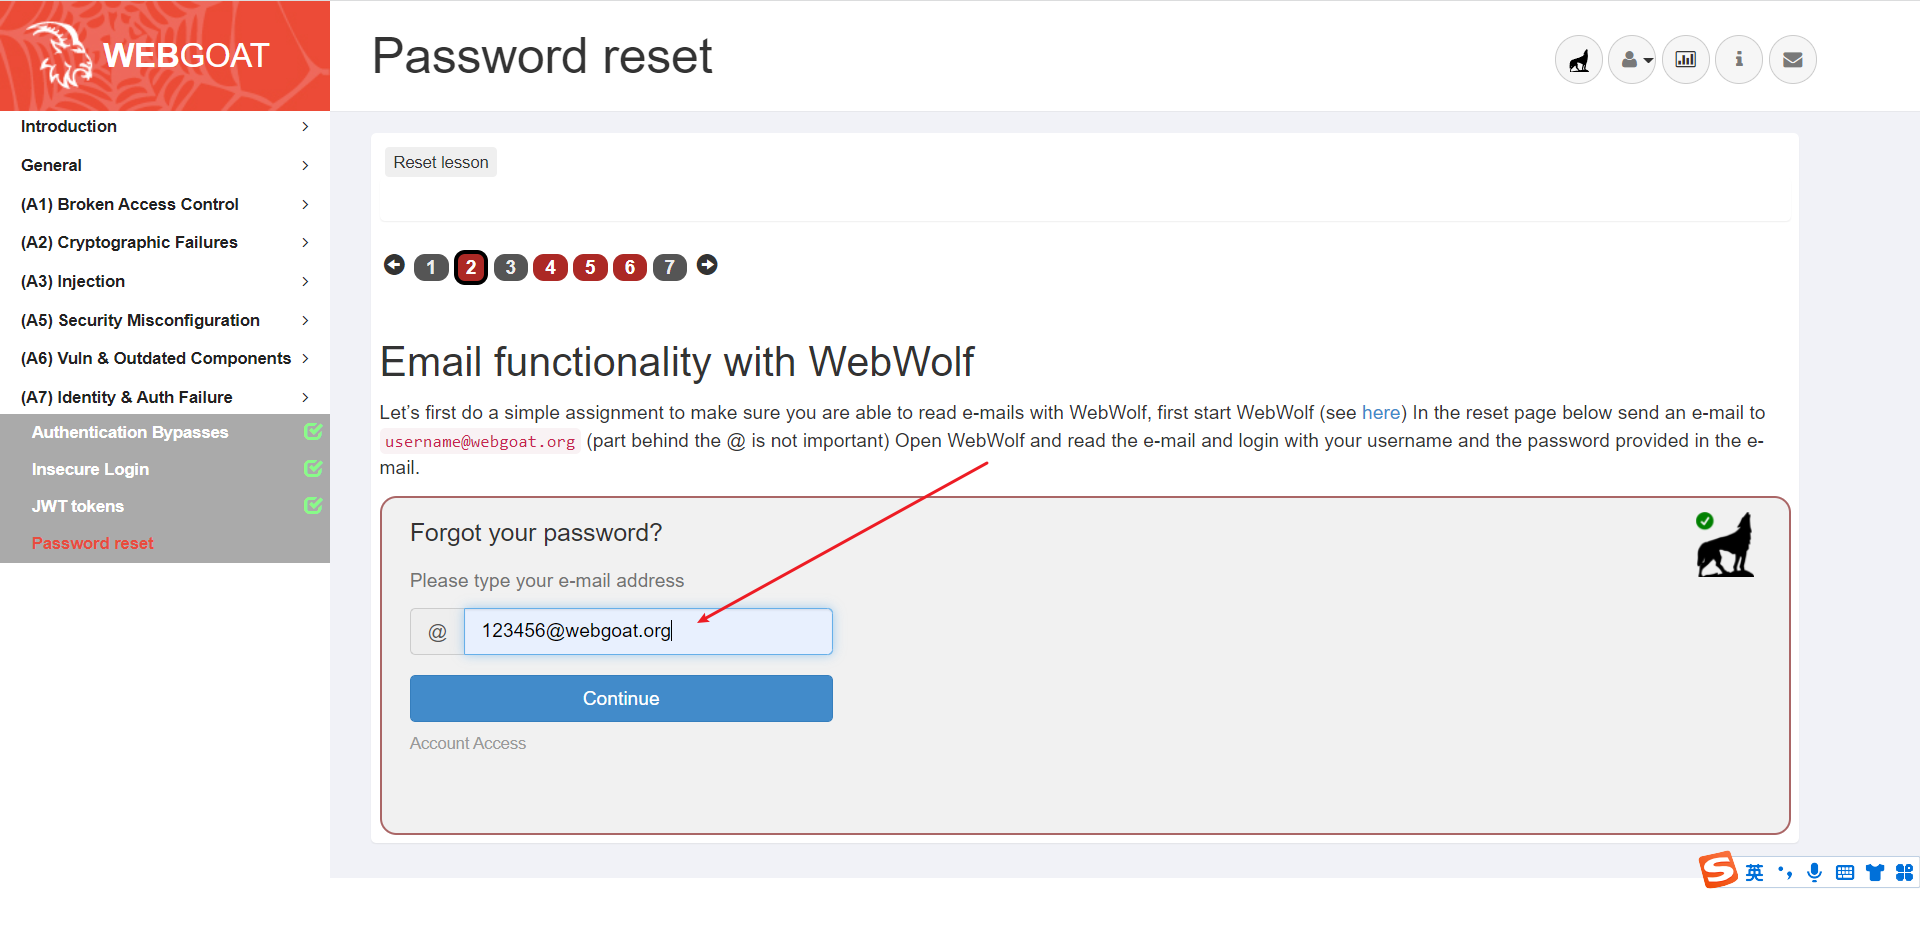 WEBGOAT
Password reset
Introduction
General
(A1) Broken Access Control
(A2) Cryptographic Failures
(A3) Injection
(A5) Security Misconfiguration
(A6) Vuln & Outdated Components
(A7) Identity & Auth Failure
Authentication Bypasses
Insecure Login
JWT tokens
Password reset
Reset lesson
1 2 3 4 5 6 7
Email functionality with WebWolf
Let’s first do a simple assignment to make sure you are able to read e-mails with WebWolf, first start WebWolf (see here) In the reset page below send an e-mail to
username@webgoat.org (part behind the @ is not important) Open WebWolf and read the e-mail and login with your username and the password provided in the e-
mail.
Forgot your password?
Please type your e-mail address
@ 123456@webgoat.org
Continue
Account Access
S 英 •,